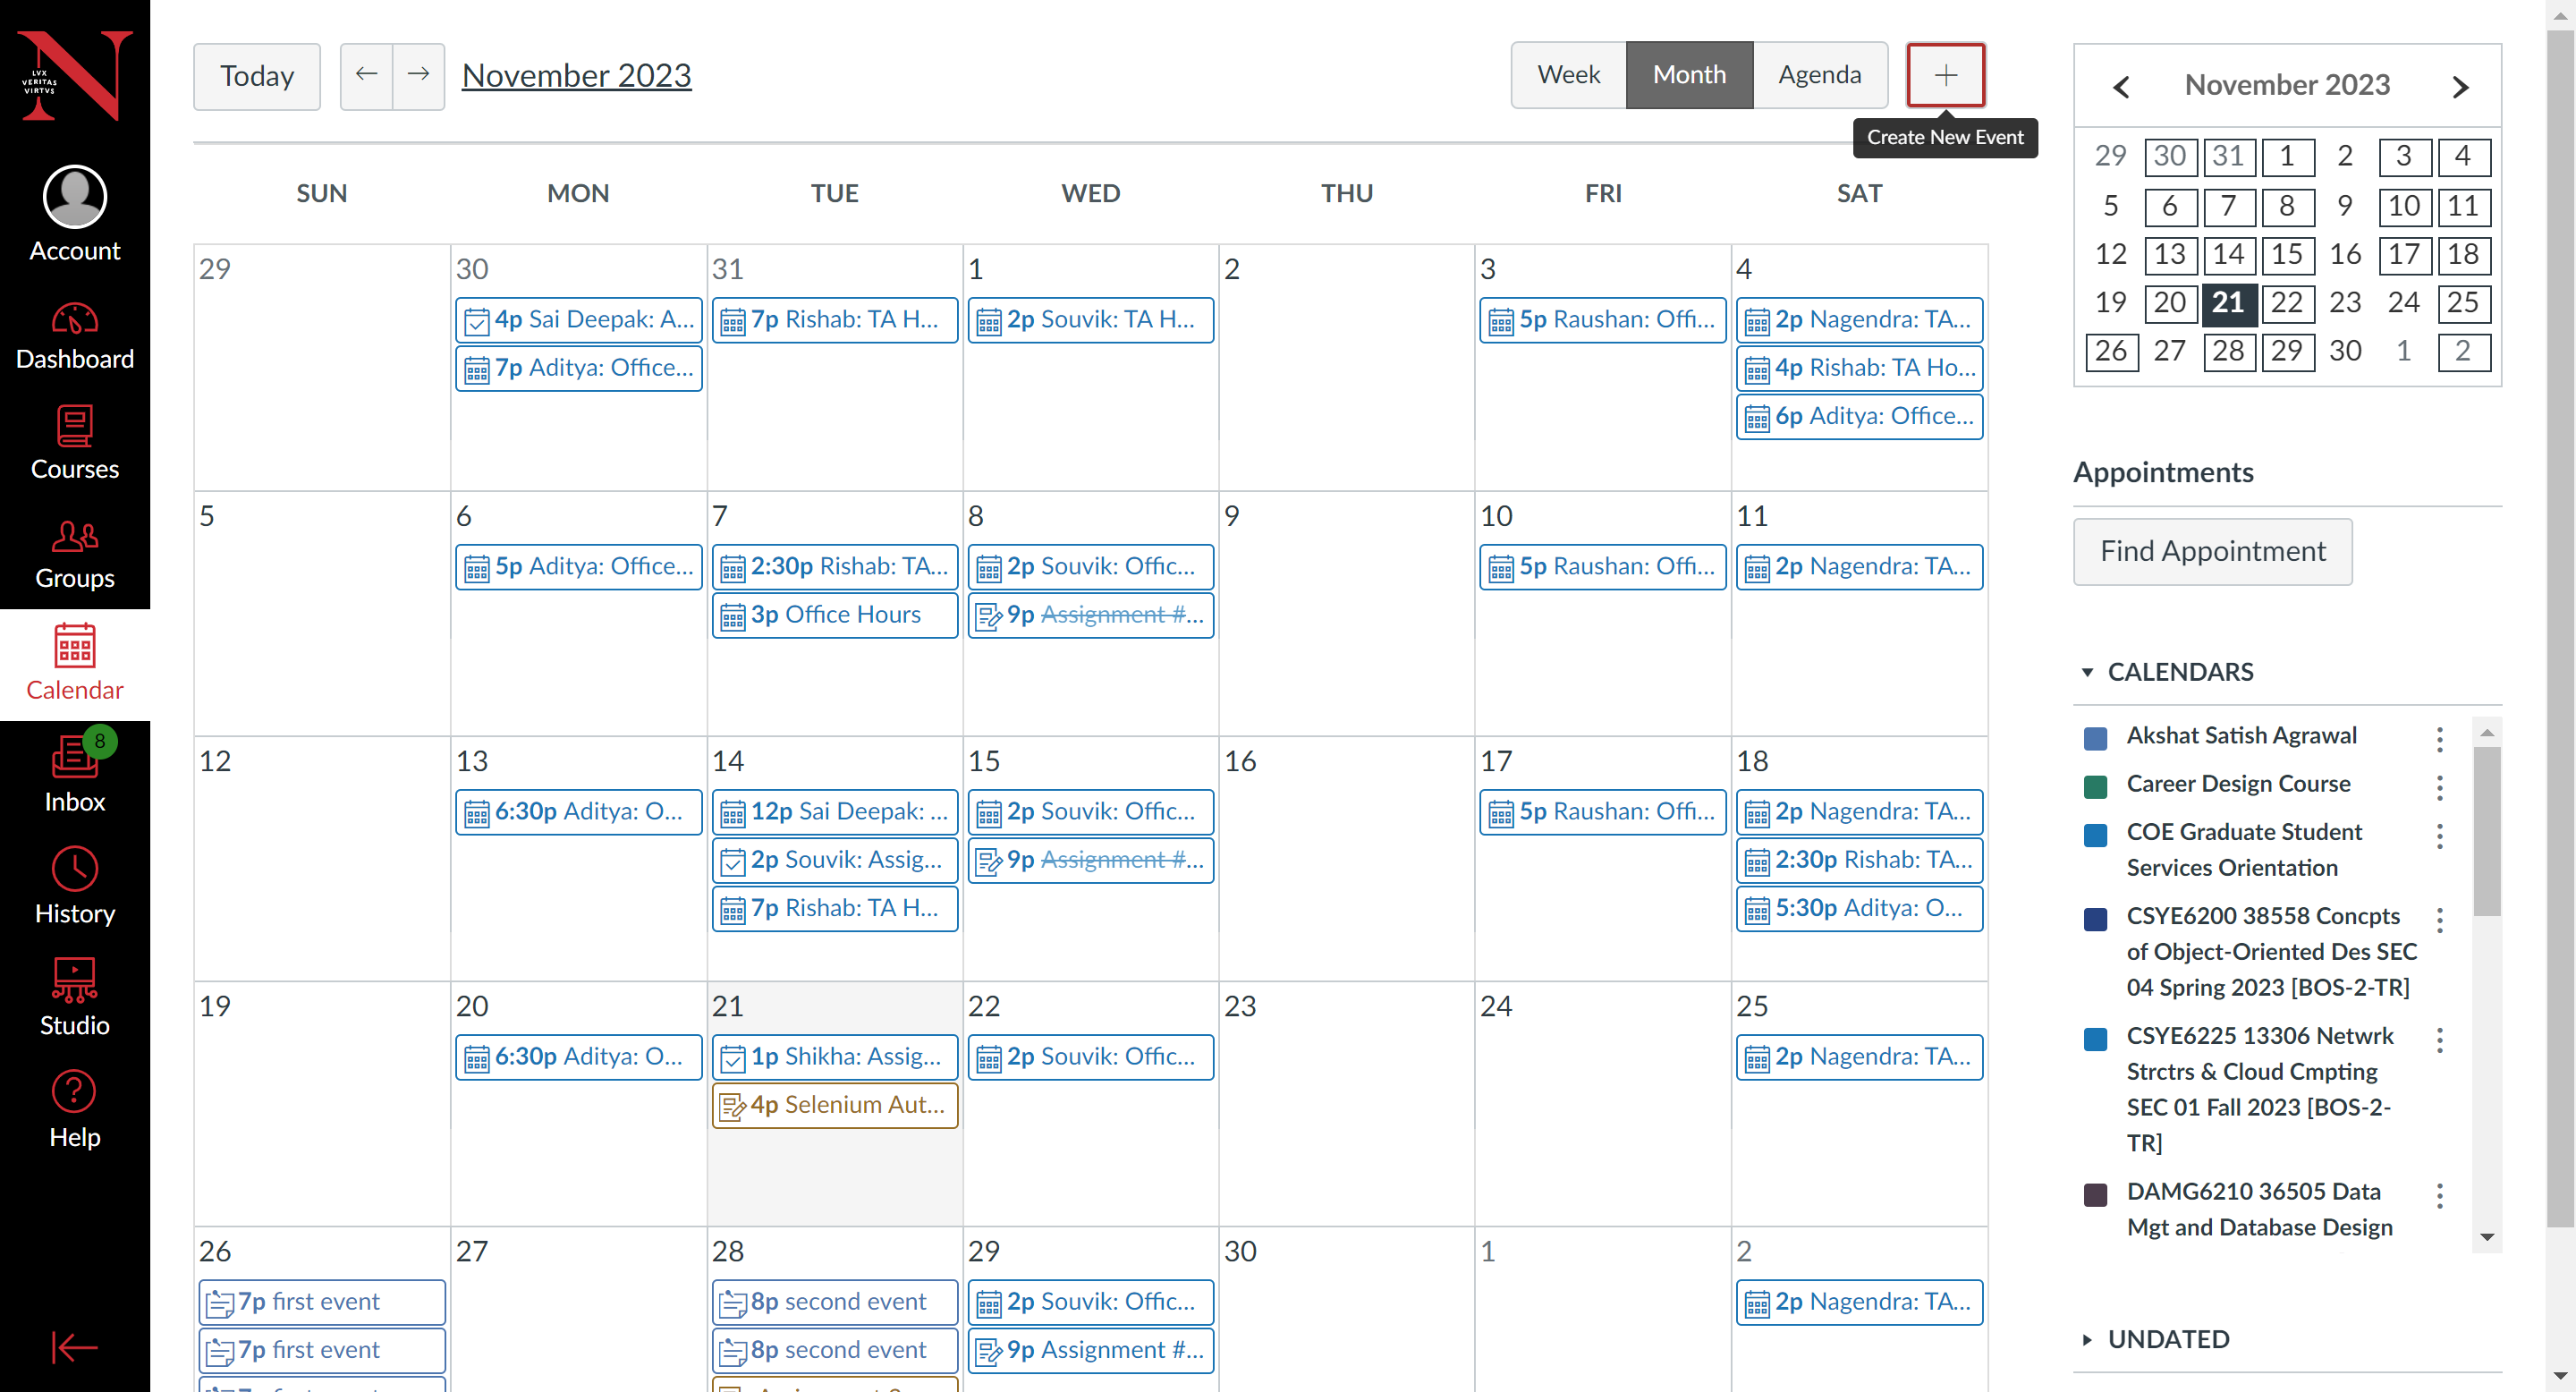 LVX
VERITAS
VIRTVS
Account
Dashboard
Courses
Groups
Calendar
8
Inbox
History
Studio
Help
Today
November 2023
Week
Month
Agenda
Create New Event
SUN MON TUE WED THU FRI SAT
29 30 31 1 2 3 4
4p Sai Deepak: A...
7p Aditya: Office...
7p Rishab: TA H...
2p Souvik: TA H...
5p Raushan: Offi...
2p Nagendra: TA...
4p Rishab: TA Ho...
6p Aditya: Office...
5 6 7 8 9 10 11
5p Aditya: Office...
2:30p Rishab: TA...
3p Office Hours
2p Souvik: Offic...
9p Assignment #...
5p Raushan: Offi...
2p Nagendra: TA...
12 13 14 15 16 17 18
6:30p Aditya: O...
12p Sai Deepak: ...
2p Souvik: Assig...
7p Rishab: TA H...
2p Souvik: Offic...
9p Assignment #...
5p Raushan: Offi...
2p Nagendra: TA...
2:30p Rishab: TA...
5:30p Aditya: O...
19 20 21 22 23 24 25
6:30p Aditya: O...
1p Shikha: Assig...
4p Selenium Aut...
2p Souvik: Offic...
2p Nagendra: TA...
26 27 28 29 30 1 2
7p first event
7p first event
8p second event
8p second event
2p Souvik: Offic...
9p Assignment #...
2p Nagendra: TA...
November 2023
29 30 31 1 2 3 4
5 6 7 8 9 10 11
12 13 14 15 16 17 18
19 20 21 22 23 24 25
26 27 28 29 30 1 2
Appointments
Find Appointment
CALENDARS
Akshat Satish Agrawal
Career Design Course
COE Graduate Student
Services Orientation
CSYE6200 38558 Concpts
of Object-Oriented Des SEC
04 Spring 2023 [BOS-2-TR]
CSYE6225 13306 Netwrk
Strctrs & Cloud Cmpting
SEC 01 Fall 2023 [BOS-2-
TR]
DAMG6210 36505 Data
Mgt and Database Design
UNDATED